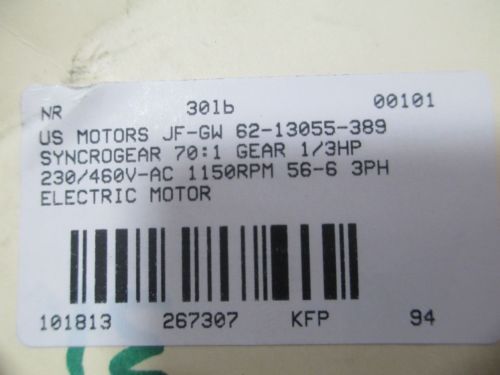 NR 30lb 00101
US MOTORS JF-GW 62-13055-389
SYNCROGEAR 70:1 GEAR 1/3HP
230/460V-AC 1150RPM 56-6 3PH
ELECTRIC MOTOR
101813 267307 KFP 94